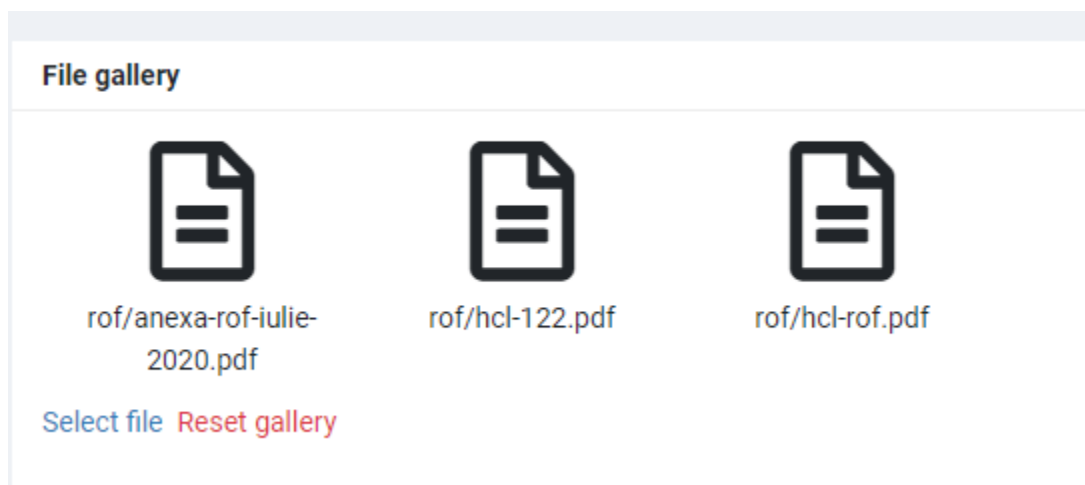 File gallery
rof/anexa-rof-iulie-
2020.pdf
rof/hcl-122.pdf
rof/hcl-rof.pdf
Select file Reset gallery